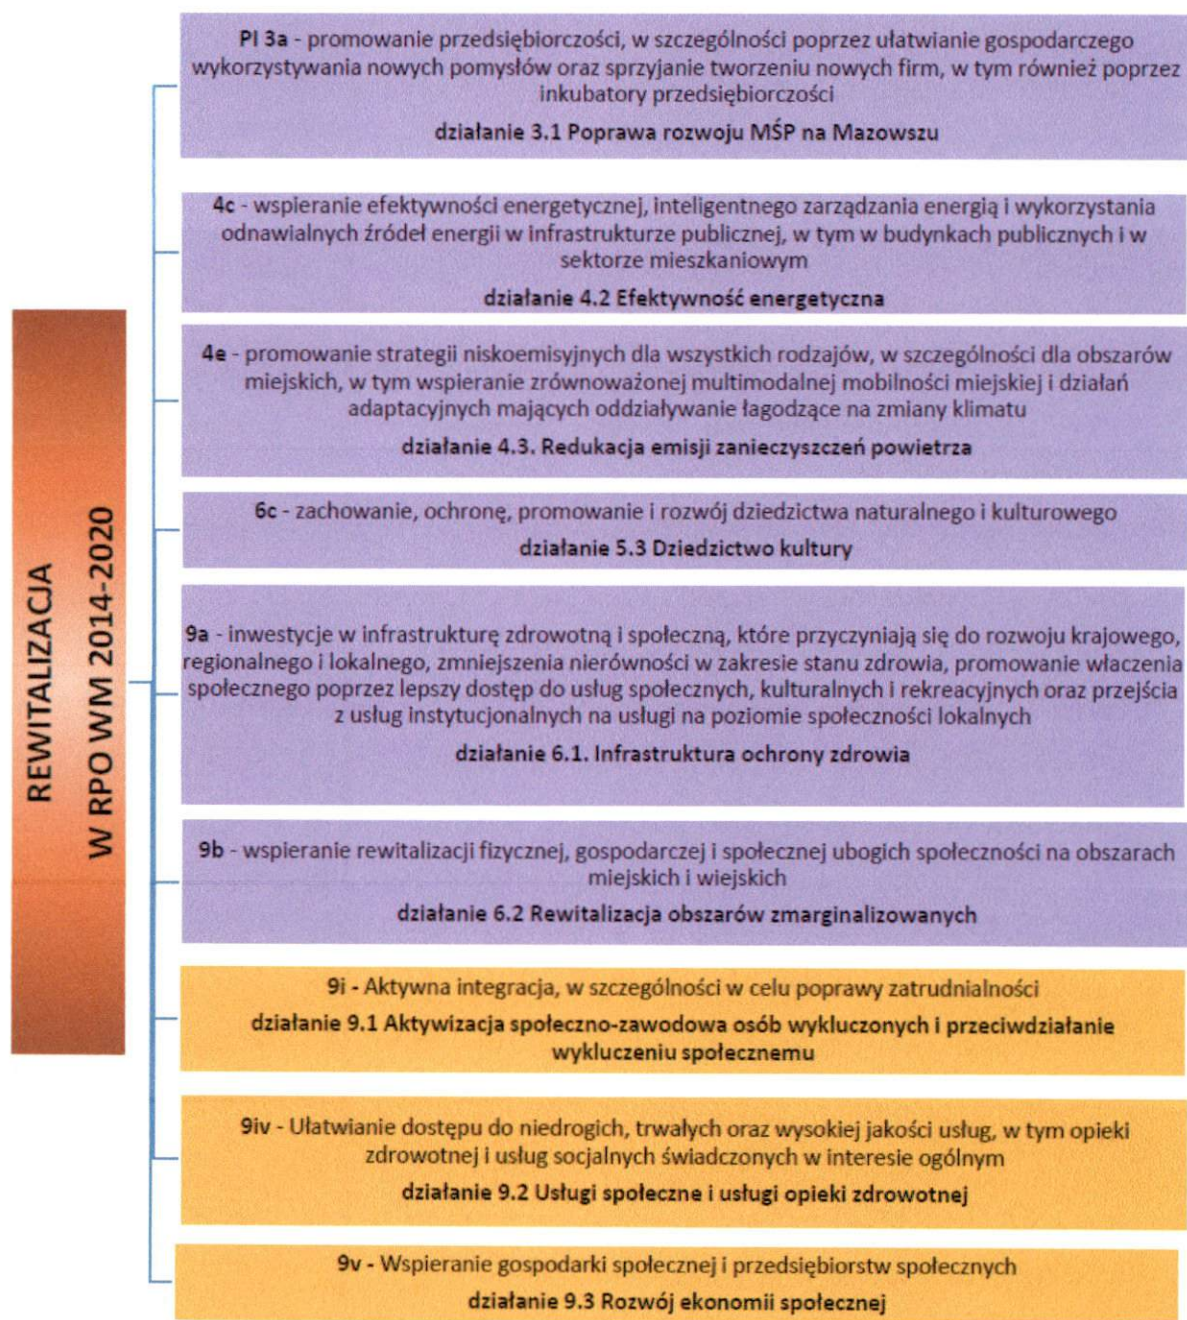 REWITALIZACJA
W RPO WM 2014-2020
PI 3a - promowanie przedsiębiorczości, w szczególności poprzez ułatwianie gospodarczego
wykorzystywania nowych pomysłów oraz sprzyjanie tworzeniu nowych firm, w tym również poprzez
inkubatory przedsiębiorczości
działanie 3.1 Poprawa rozwoju MŚP na Mazowszu
4c - wspieranie efektywności energetycznej, inteligentnego zarządzania energią i wykorzystania
odnawialnych źródeł energii w infrastrukturze publicznej, w tym w budynkach publicznych i w
sektorze mieszkaniowym
działanie 4.2 Efektywność energetyczna
4e - promowanie strategii niskoemisyjnych dla wszystkich rodzajów, w szczególności dla obszarów
miejskich, w tym wspieranie zrównoważonej multimodalnej mobilności miejskiej i działań
adaptacyjnych mających oddziaływanie łagodzące na zmiany klimatu
działanie 4.3. Redukacja emisji zanieczyszczeń powietrza
6c - zachowanie, ochronę, promowanie i rozwój dziedzictwa naturalnego i kulturowego
działanie 5.3 Dziedzictwo kultury
9a - inwestycje w infrastrukturę zdrowotną i społeczną, które przyczyniają się do rozwoju krajowego,
regionalnego i lokalnego, zmniejszenia nierówności w zakresie stanu zdrowia, promowanie właczenia
społecznego poprzez lepszy dostęp do usług społecznych, kulturalnych i rekreacyjnych oraz przejścia
z usług instytucjonalnych na usługi na poziomie społeczności lokalnych
działanie 6.1. Infrastruktura ochrony zdrowia
9b - wspieranie rewitalizacji fizycznej, gospodarczej i społecznej ubogich społeczności na obszarach
miejskich i wiejskich
działanie 6.2 Rewitalizacja obszarów zmarginalizowanych
9i - Aktywna integracja, w szczególności w celu poprawy zatrudnialności
działanie 9.1 Aktywizacja społeczno-zawodowa osób wykluczonych i przeciwdziałanie
wykluczeniu społecznemu
9iv - Ułatwianie dostępu do niedrogich, trwałych oraz wysokiej jakości usług, w tym opieki
zdrowotnej i usług socjalnych świadczonych w interesie ogólnym
działanie 9.2 Usługi społeczne i usługi opieki zdrowotnej
9v - Wspieranie gospodarki społecznej i przedsiębiorstw społecznych
działanie 9.3 Rozwój ekonomii społecznej